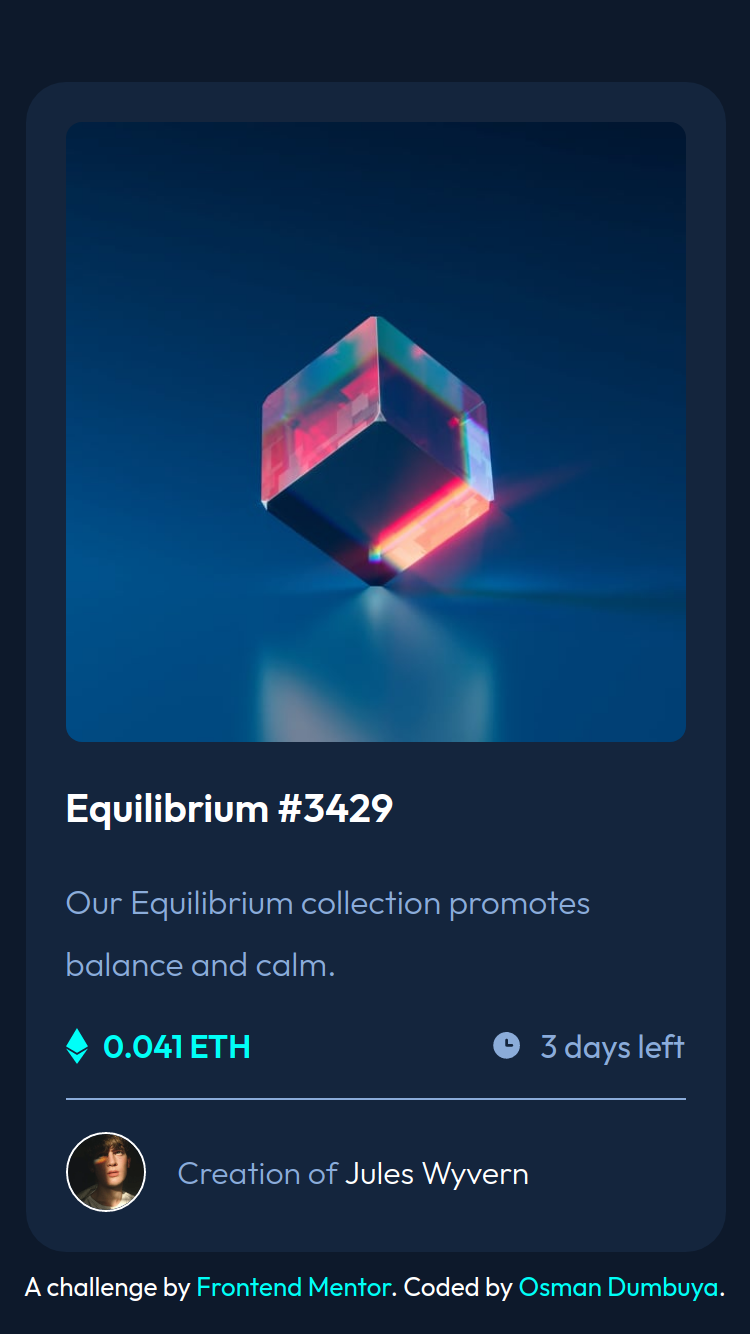 Equilibrium #3429
Our Equilibrium collection promotes
balance and calm.
0.041 ETH
3 days left
Creation of Jules Wyvern
A challenge by Frontend Mentor. Coded by Osman Dumbuya.